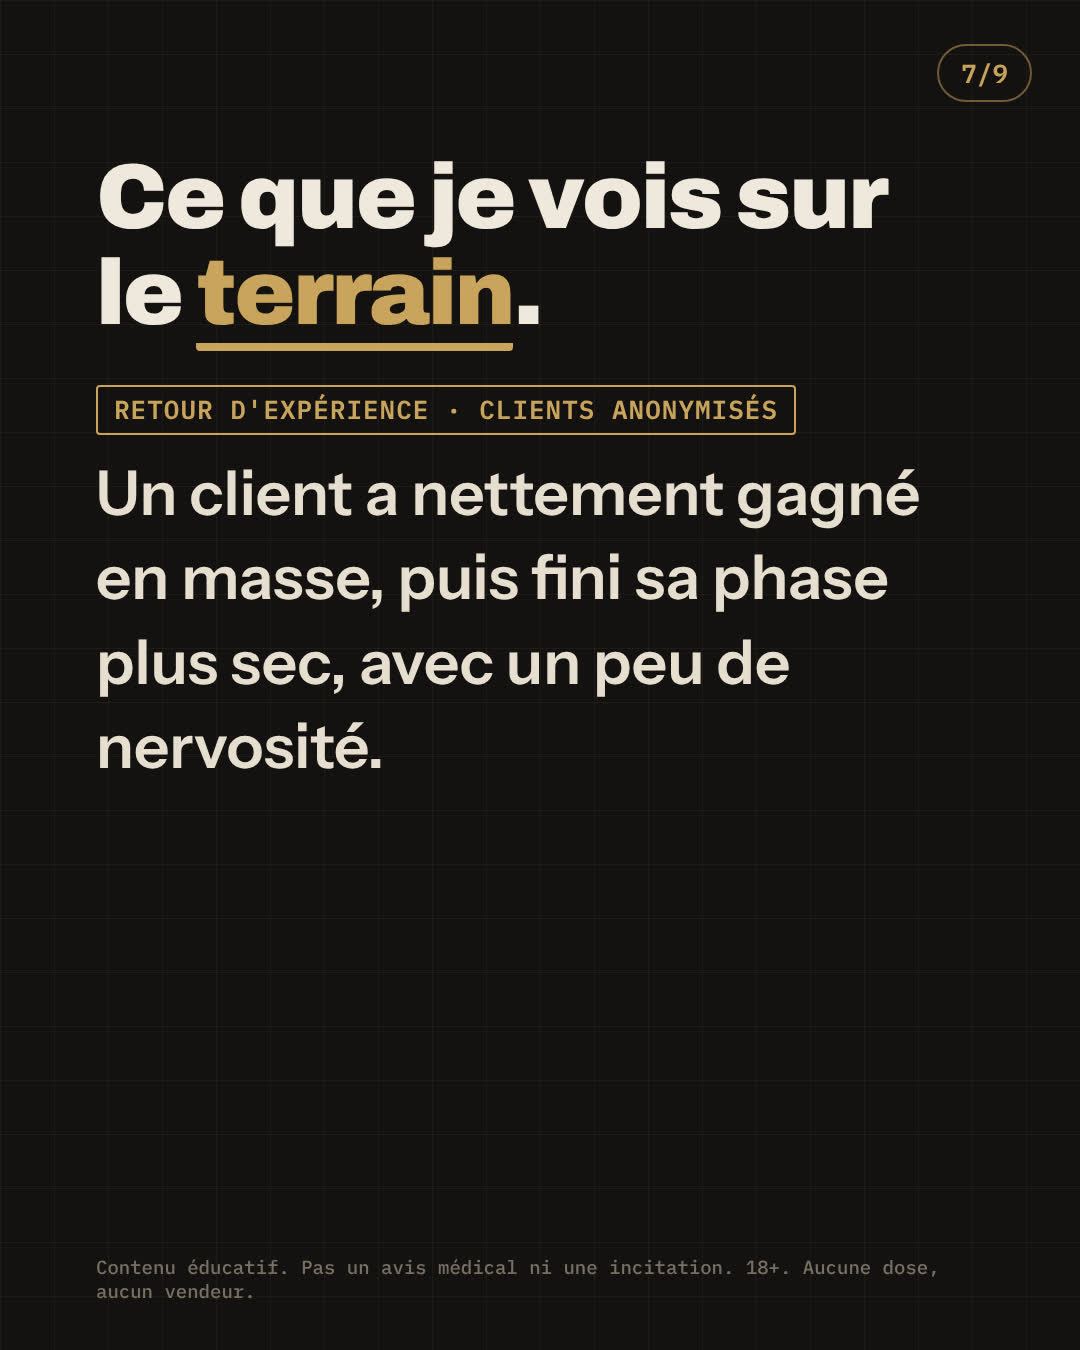 7/9
Ce que je vois sur
le terrain.
RETOUR D'EXPÉRIENCE · CLIENTS ANONYMISÉS
Un client a nettement gagné
en masse, puis fini sa phase
plus sec, avec un peu de
nervosité.
Contenu éducatif. Pas un avis médical ni une incitation. 18+. Aucune dose,
aucun vendeur.